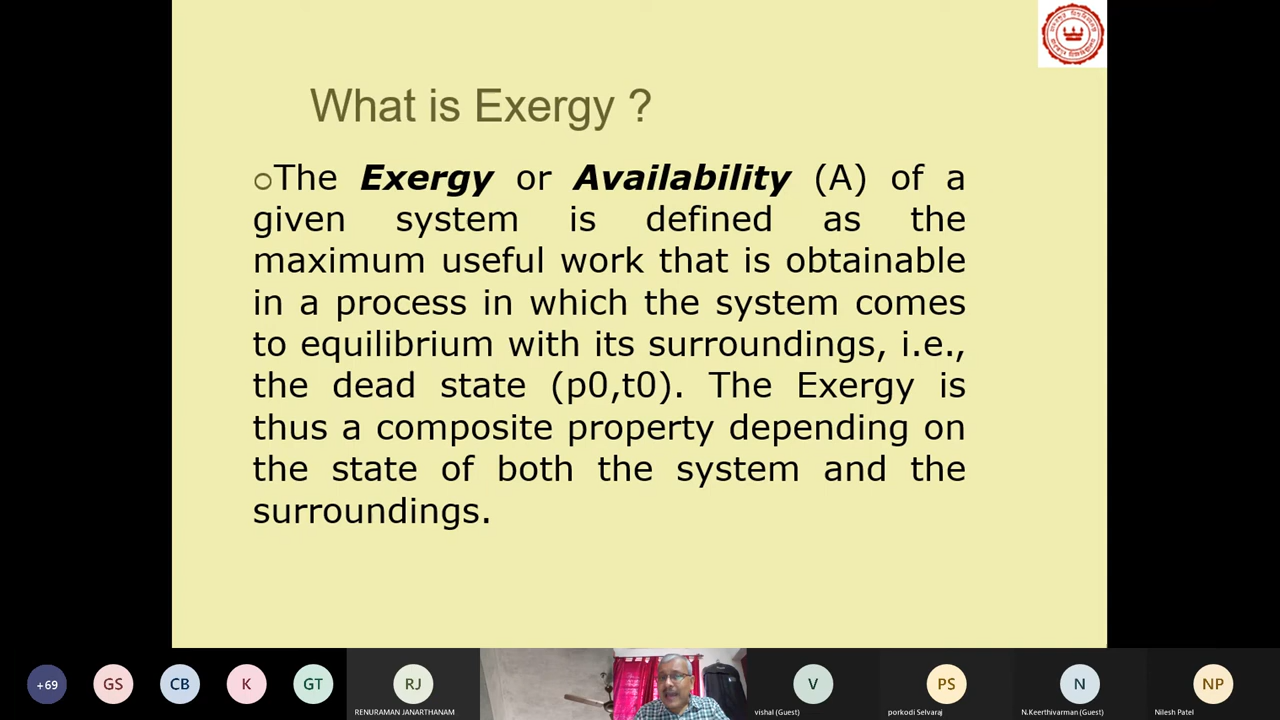 What is Exergy ?
The Exergy or Availability (A) of a
given system is defined as the
maximum useful work that is obtainable
in a process in which the system comes
to equilibrium with its surroundings, i.e.,
the dead state (p0,t0). The Exergy is
thus a composite property depending on
the state of both the system and the
surroundings.
+69
GS
CB
K
GT
RJ
V
PS
N
NP
RENURAMAN JANARTHANAM
vishal (Guest)
porkodi Selvaraj
N.Keerthivarman (Guest)
Nilesh Patel